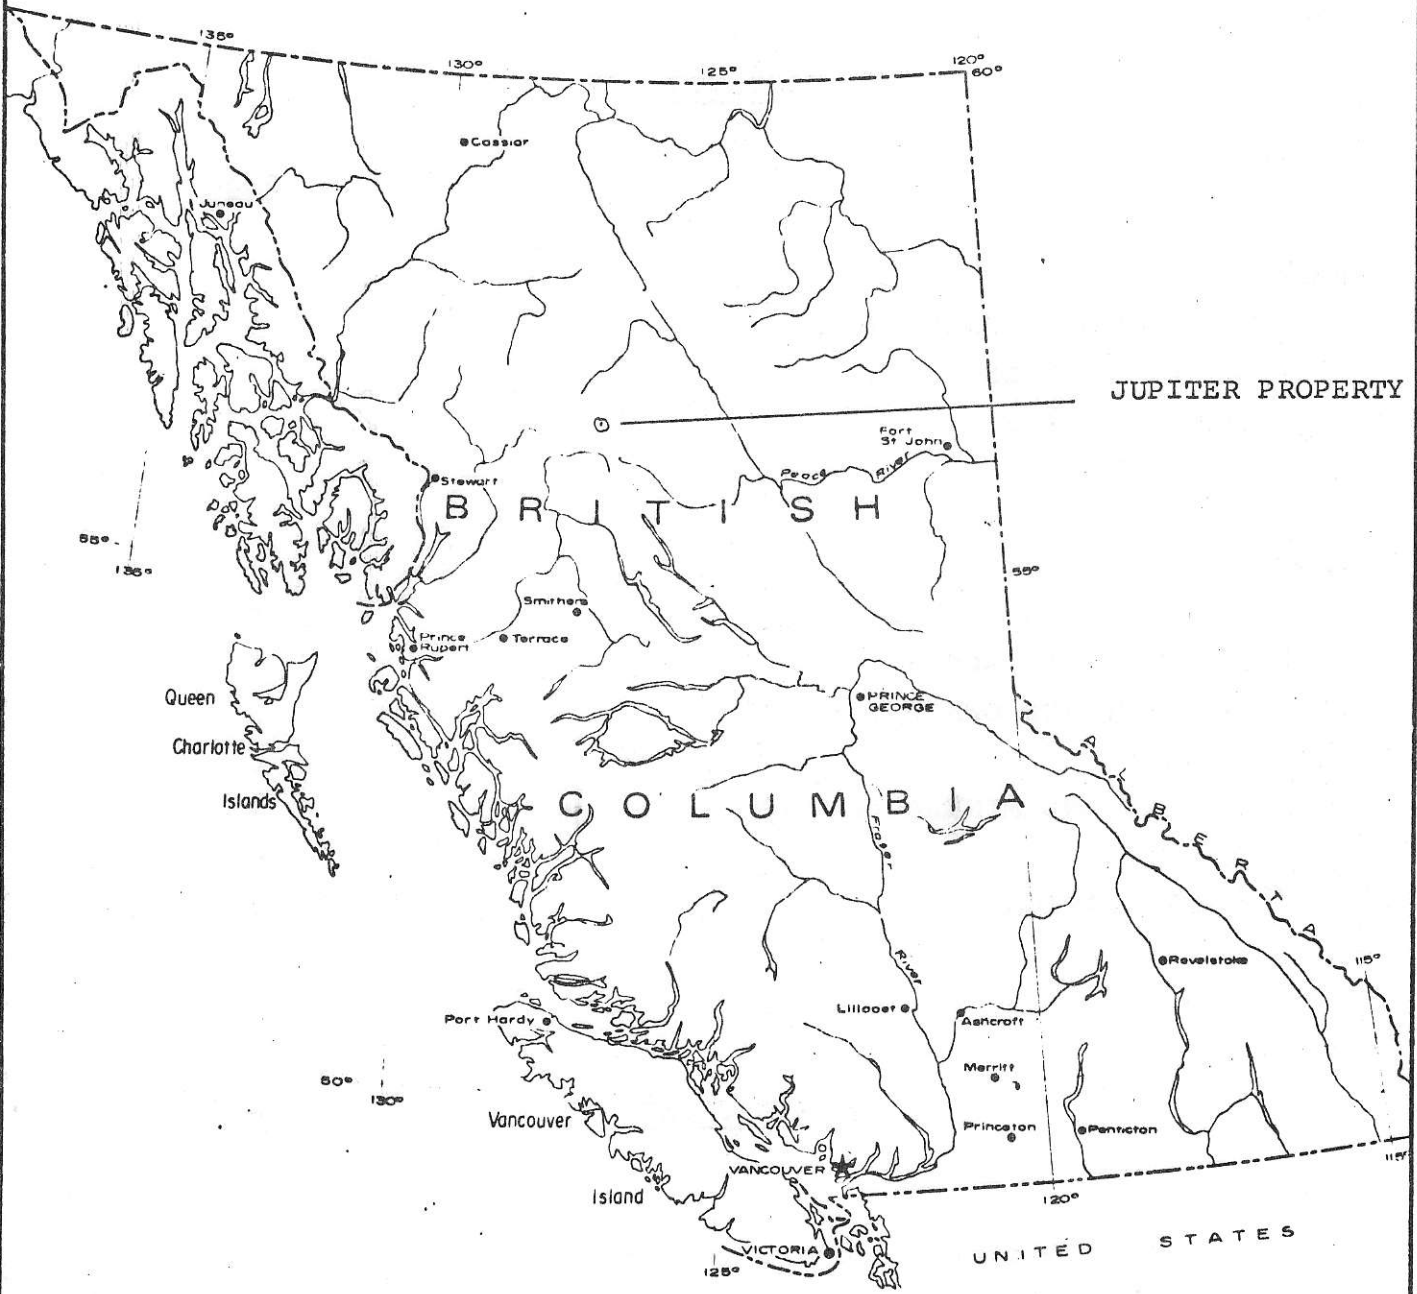 135°
130°
125°
120°
60°
Cassiar
Juneau
JUPITER PROPERTY
Fort
St John
Peace River
Stewart
BRITISH
55°
135°
55°
Smithers
Terrace
Prince
Rupert
Queen
Charlotte
Islands
PRINCE
GEORGE
COLUMBIA
ALBERTA
Fraser
River
Revelstoke
115°
Lillooet
Ashcroft
Port Hardy
Merritt
50°
130°
Vancouver
Princeton
Penticton
VANCOUVER
Island
115°
120°
VICTORIA
125°
UNITED STATES